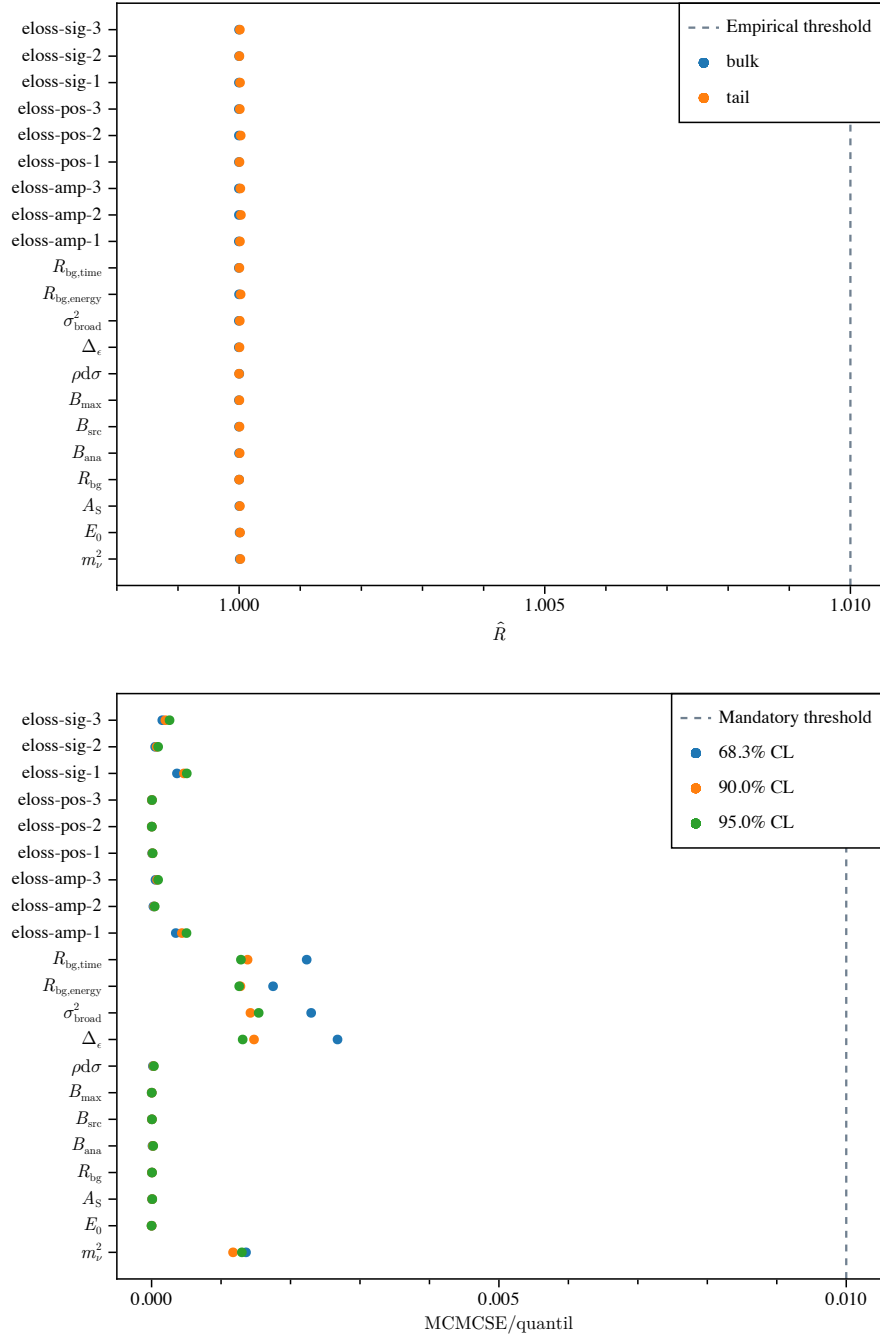 eloss-sig-3
eloss-sig-2
eloss-sig-1
eloss-pos-3
eloss-pos-2
eloss-pos-1
eloss-amp-3
eloss-amp-2
eloss-amp-1
R_bg,time
R_bg,energy
σ²_broad
Δ_ϵ
ρdσ
B_max
B_src
B_ana
R_bg
A_S
E_0
m²_ν
Empirical threshold
bulk
tail
1.000 1.005 1.010
R̂
eloss-sig-3
eloss-sig-2
eloss-sig-1
eloss-pos-3
eloss-pos-2
eloss-pos-1
eloss-amp-3
eloss-amp-2
eloss-amp-1
R_bg,time
R_bg,energy
σ²_broad
Δ_ϵ
ρdσ
B_max
B_src
B_ana
R_bg
A_S
E_0
m²_ν
Mandatory threshold
68.3% CL
90.0% CL
95.0% CL
0.000 0.005 0.010
MCMCSE/quantil